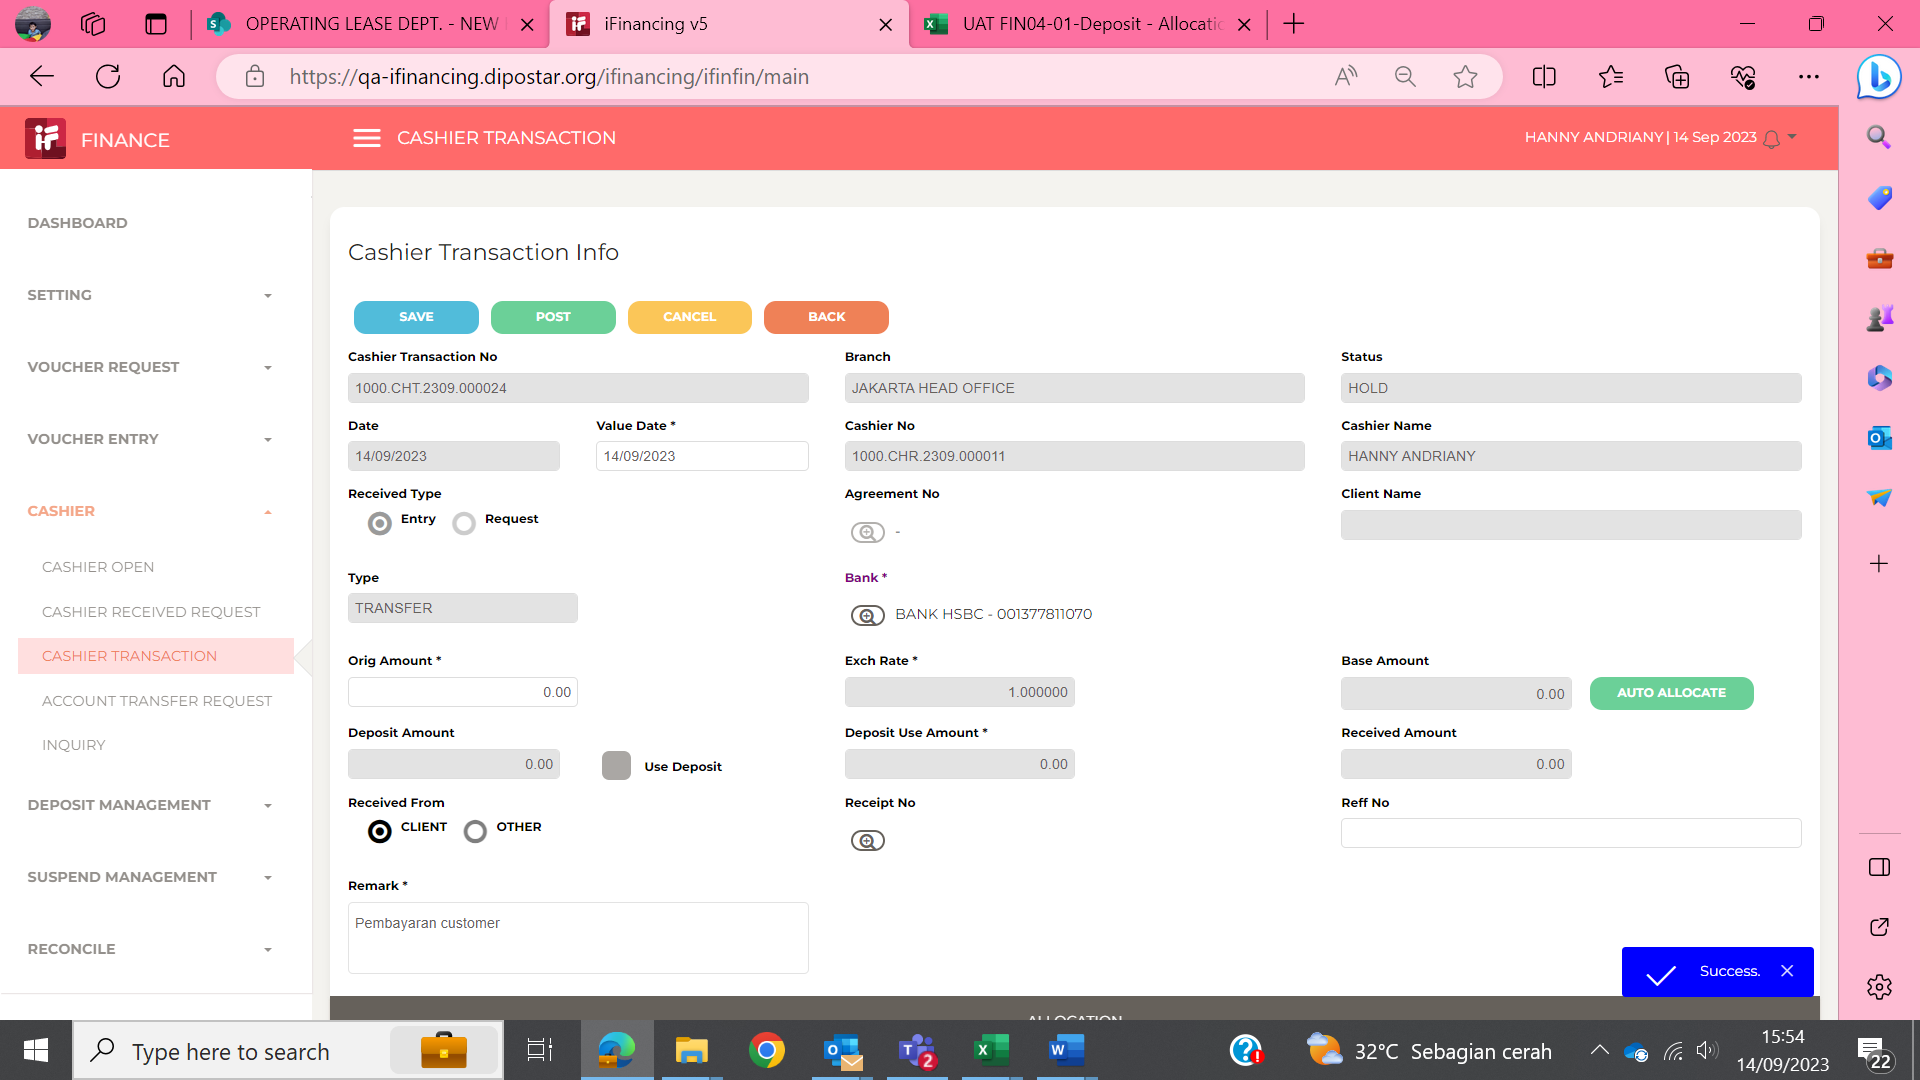 OPERATING LEASE DEPT. - NEW
iFinancing v5
UAT FIN04-01-Deposit - Allocatic
https://qa-ifinancing.dipostar.org/ifinancing/ifinfin/main
iF FINANCE
CASHIER TRANSACTION
HANNY ANDRIANY | 14 Sep 2023
DASHBOARD
SETTING
VOUCHER REQUEST
VOUCHER ENTRY
CASHIER
CASHIER OPEN
CASHIER RECEIVED REQUEST
CASHIER TRANSACTION
ACCOUNT TRANSFER REQUEST
INQUIRY
DEPOSIT MANAGEMENT
SUSPEND MANAGEMENT
RECONCILE
Cashier Transaction Info
SAVE POST CANCEL BACK
Cashier Transaction No Branch Status
1000.CHT.2309.000024 JAKARTA HEAD OFFICE HOLD
Date Value Date * Cashier No Cashier Name
14/09/2023 14/09/2023 1000.CHR.2309.000011 HANNY ANDRIANY
Received Type Agreement No Client Name
Entry Request -
Type Bank *
TRANSFER BANK HSBC - 001377811070
Orig Amount * Exch Rate * Base Amount
0.00 1.000000 0.00 AUTO ALLOCATE
Deposit Amount Deposit Use Amount * Received Amount
0.00 Use Deposit 0.00 0.00
Received From Receipt No Reff No
CLIENT OTHER
Remark *
Pembayaran customer
Success.
ALLOCATION
Type here to search
2
32°C Sebagian cerah
15:54
14/09/2023
22